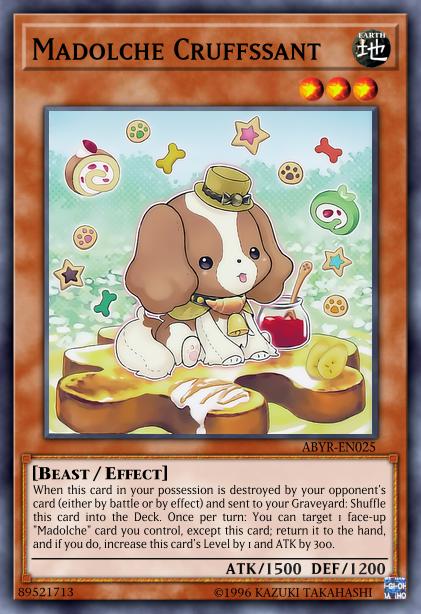 Madolche Cruffssant
EARTH
地
ABYR-EN025
[Beast / Effect]
When this card in your possession is destroyed by your opponent's
card (either by battle or by effect) and sent to your Graveyard: Shuffle
this card into the Deck. Once per turn: You can target 1 face-up
"Madolche" card you control, except this card; return it to the hand,
and if you do, increase this card's Level by 1 and ATK by 300.
ATK/1500 DEF/1200
89521713
©1996 KAZUKI TAKAHASHI